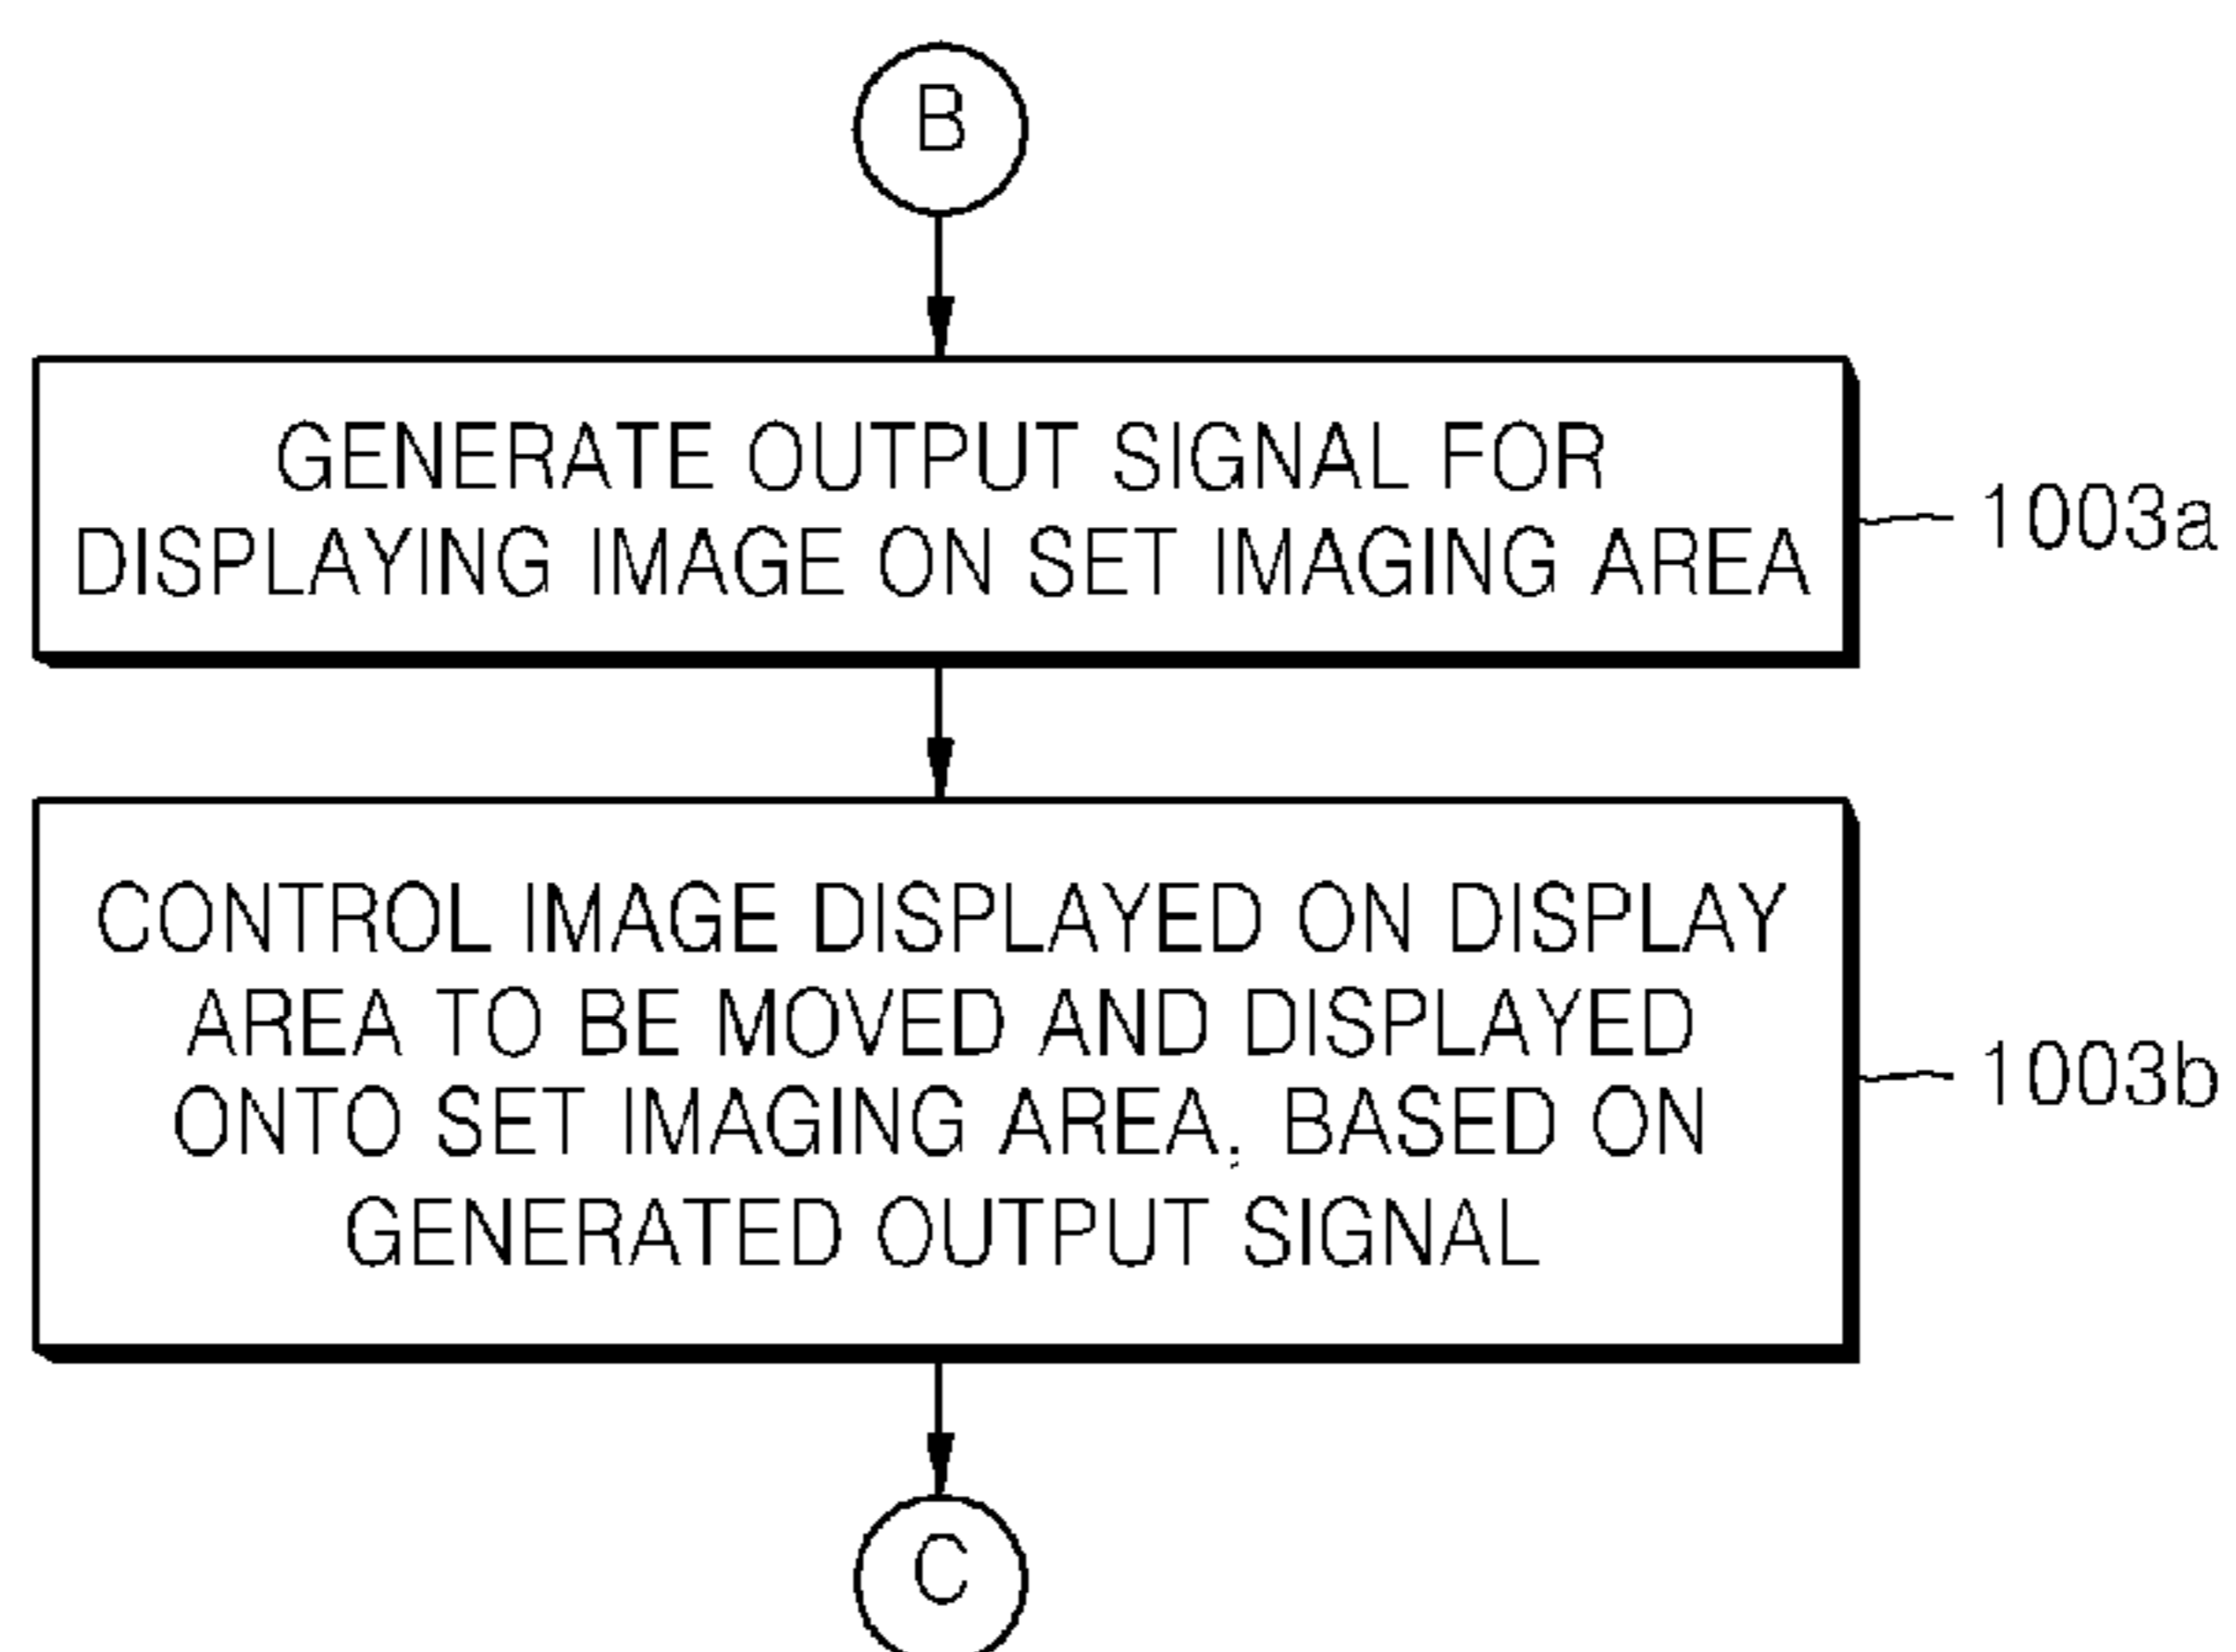 B
GENERATE OUTPUT SIGNAL FOR
DISPLAYING IMAGE ON SET IMAGING AREA
1003a
CONTROL IMAGE DISPLAYED ON DISPLAY
AREA TO BE MOVED AND DISPLAYED
ONTO SET IMAGING AREA, BASED ON
GENERATED OUTPUT SIGNAL
1003b
C